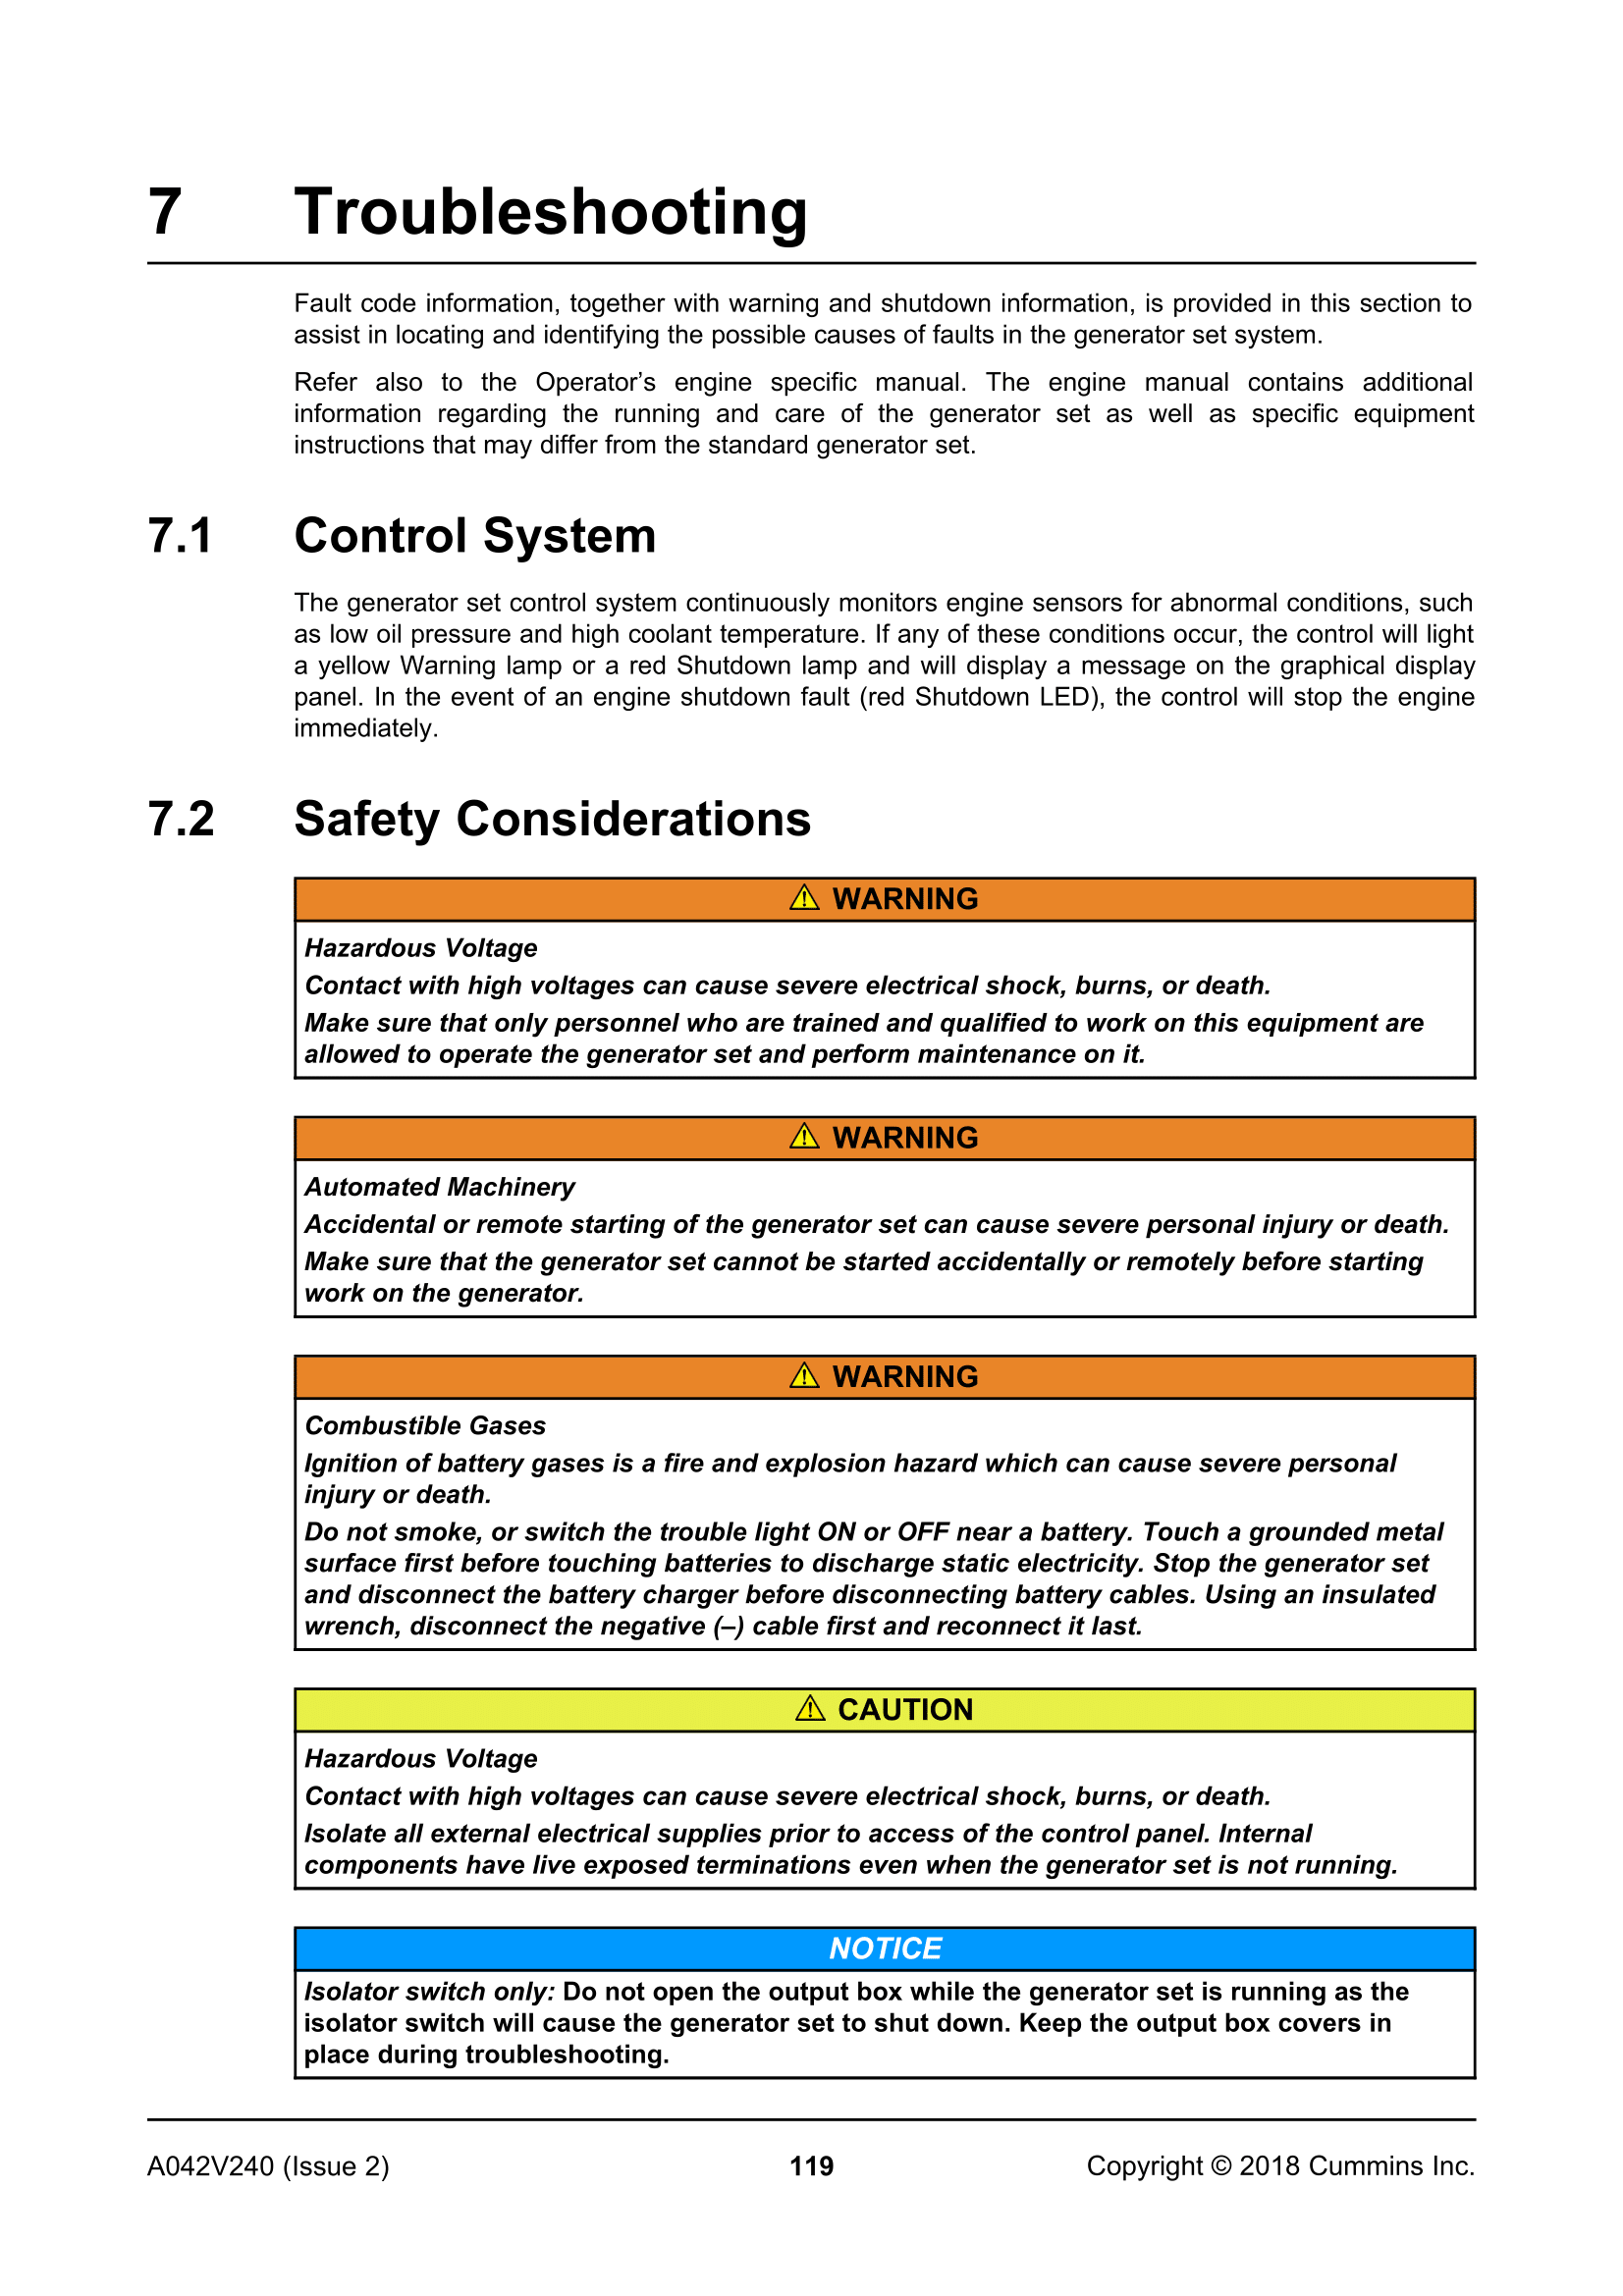 7 Troubleshooting
Fault code information, together with warning and shutdown information, is provided in this section to
assist in locating and identifying the possible causes of faults in the generator set system.
Refer also to the Operator’s engine specific manual. The engine manual contains additional
information regarding the running and care of the generator set as well as specific equipment
instructions that may differ from the standard generator set.
7.1 Control System
The generator set control system continuously monitors engine sensors for abnormal conditions, such
as low oil pressure and high coolant temperature. If any of these conditions occur, the control will light
a yellow Warning lamp or a red Shutdown lamp and will display a message on the graphical display
panel. In the event of an engine shutdown fault (red Shutdown LED), the control will stop the engine
immediately.
7.2 Safety Considerations
⚠ WARNING
Hazardous Voltage
Contact with high voltages can cause severe electrical shock, burns, or death.
Make sure that only personnel who are trained and qualified to work on this equipment are
allowed to operate the generator set and perform maintenance on it.
⚠ WARNING
Automated Machinery
Accidental or remote starting of the generator set can cause severe personal injury or death.
Make sure that the generator set cannot be started accidentally or remotely before starting
work on the generator.
⚠ WARNING
Combustible Gases
Ignition of battery gases is a fire and explosion hazard which can cause severe personal
injury or death.
Do not smoke, or switch the trouble light ON or OFF near a battery. Touch a grounded metal
surface first before touching batteries to discharge static electricity. Stop the generator set
and disconnect the battery charger before disconnecting battery cables. Using an insulated
wrench, disconnect the negative (–) cable first and reconnect it last.
⚠ CAUTION
Hazardous Voltage
Contact with high voltages can cause severe electrical shock, burns, or death.
Isolate all external electrical supplies prior to access of the control panel. Internal
components have live exposed terminations even when the generator set is not running.
NOTICE
Isolator switch only: Do not open the output box while the generator set is running as the
isolator switch will cause the generator set to shut down. Keep the output box covers in
place during troubleshooting.
A042V240 (Issue 2) 119 Copyright © 2018 Cummins Inc.